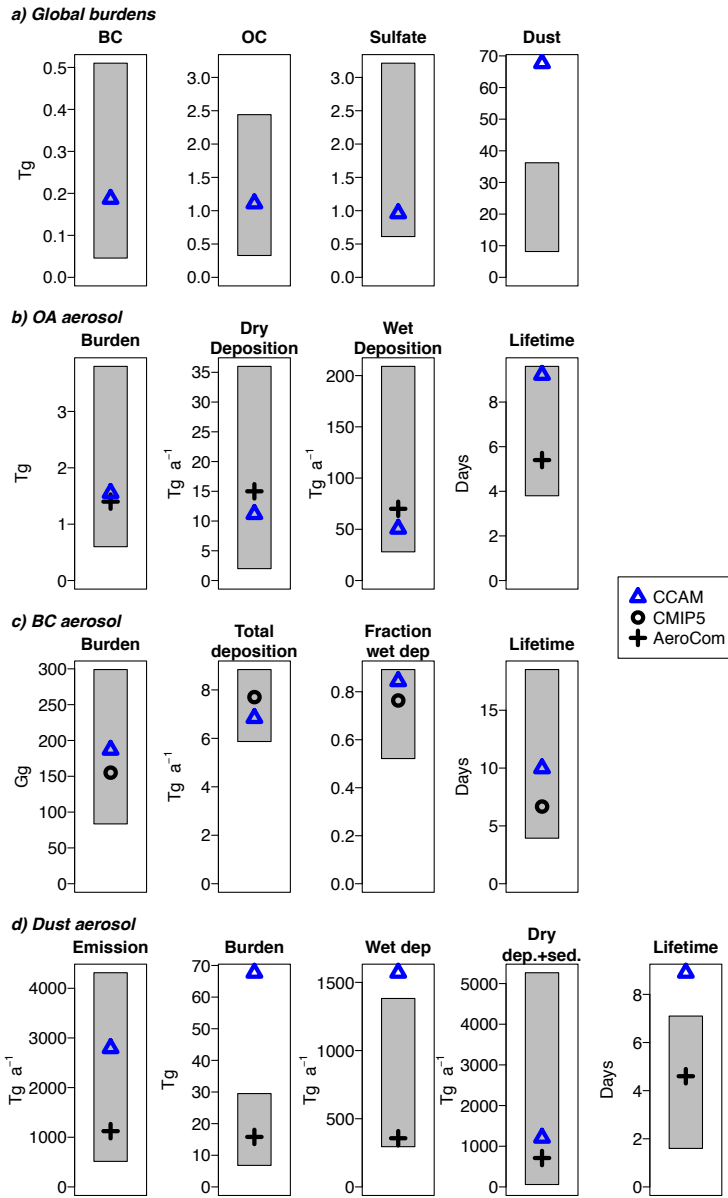 a) Global burdens
BC
OC
Sulfate
Dust
Tg
0.5
0.4
0.3
0.2
0.1
0.0
3.0
2.5
2.0
1.5
1.0
0.5
0.0
3.0
2.5
2.0
1.5
1.0
0.5
0.0
70
60
50
40
30
20
10
0
b) OA aerosol
Burden
Dry
Deposition
Wet
Deposition
Lifetime
Tg
3
2
1
0
Tg a⁻¹
35
30
25
20
15
10
5
0
Tg a⁻¹
200
150
100
50
0
Days
8
6
4
2
0
CCAM
CMIP5
AeroCom
c) BC aerosol
Burden
Total
deposition
Fraction
wet dep
Lifetime
Gg
300
250
200
150
100
50
0
Tg a⁻¹
8
6
4
2
0
0.8
0.6
0.4
0.2
0.0
Days
15
10
5
0
d) Dust aerosol
Emission
Burden
Wet dep
Dry
dep.+sed.
Lifetime
Tg a⁻¹
4000
3000
2000
1000
0
Tg
70
60
50
40
30
20
10
0
Tg a⁻¹
1500
1000
500
0
Tg a⁻¹
5000
4000
3000
2000
1000
0
Days
8
6
4
2
0